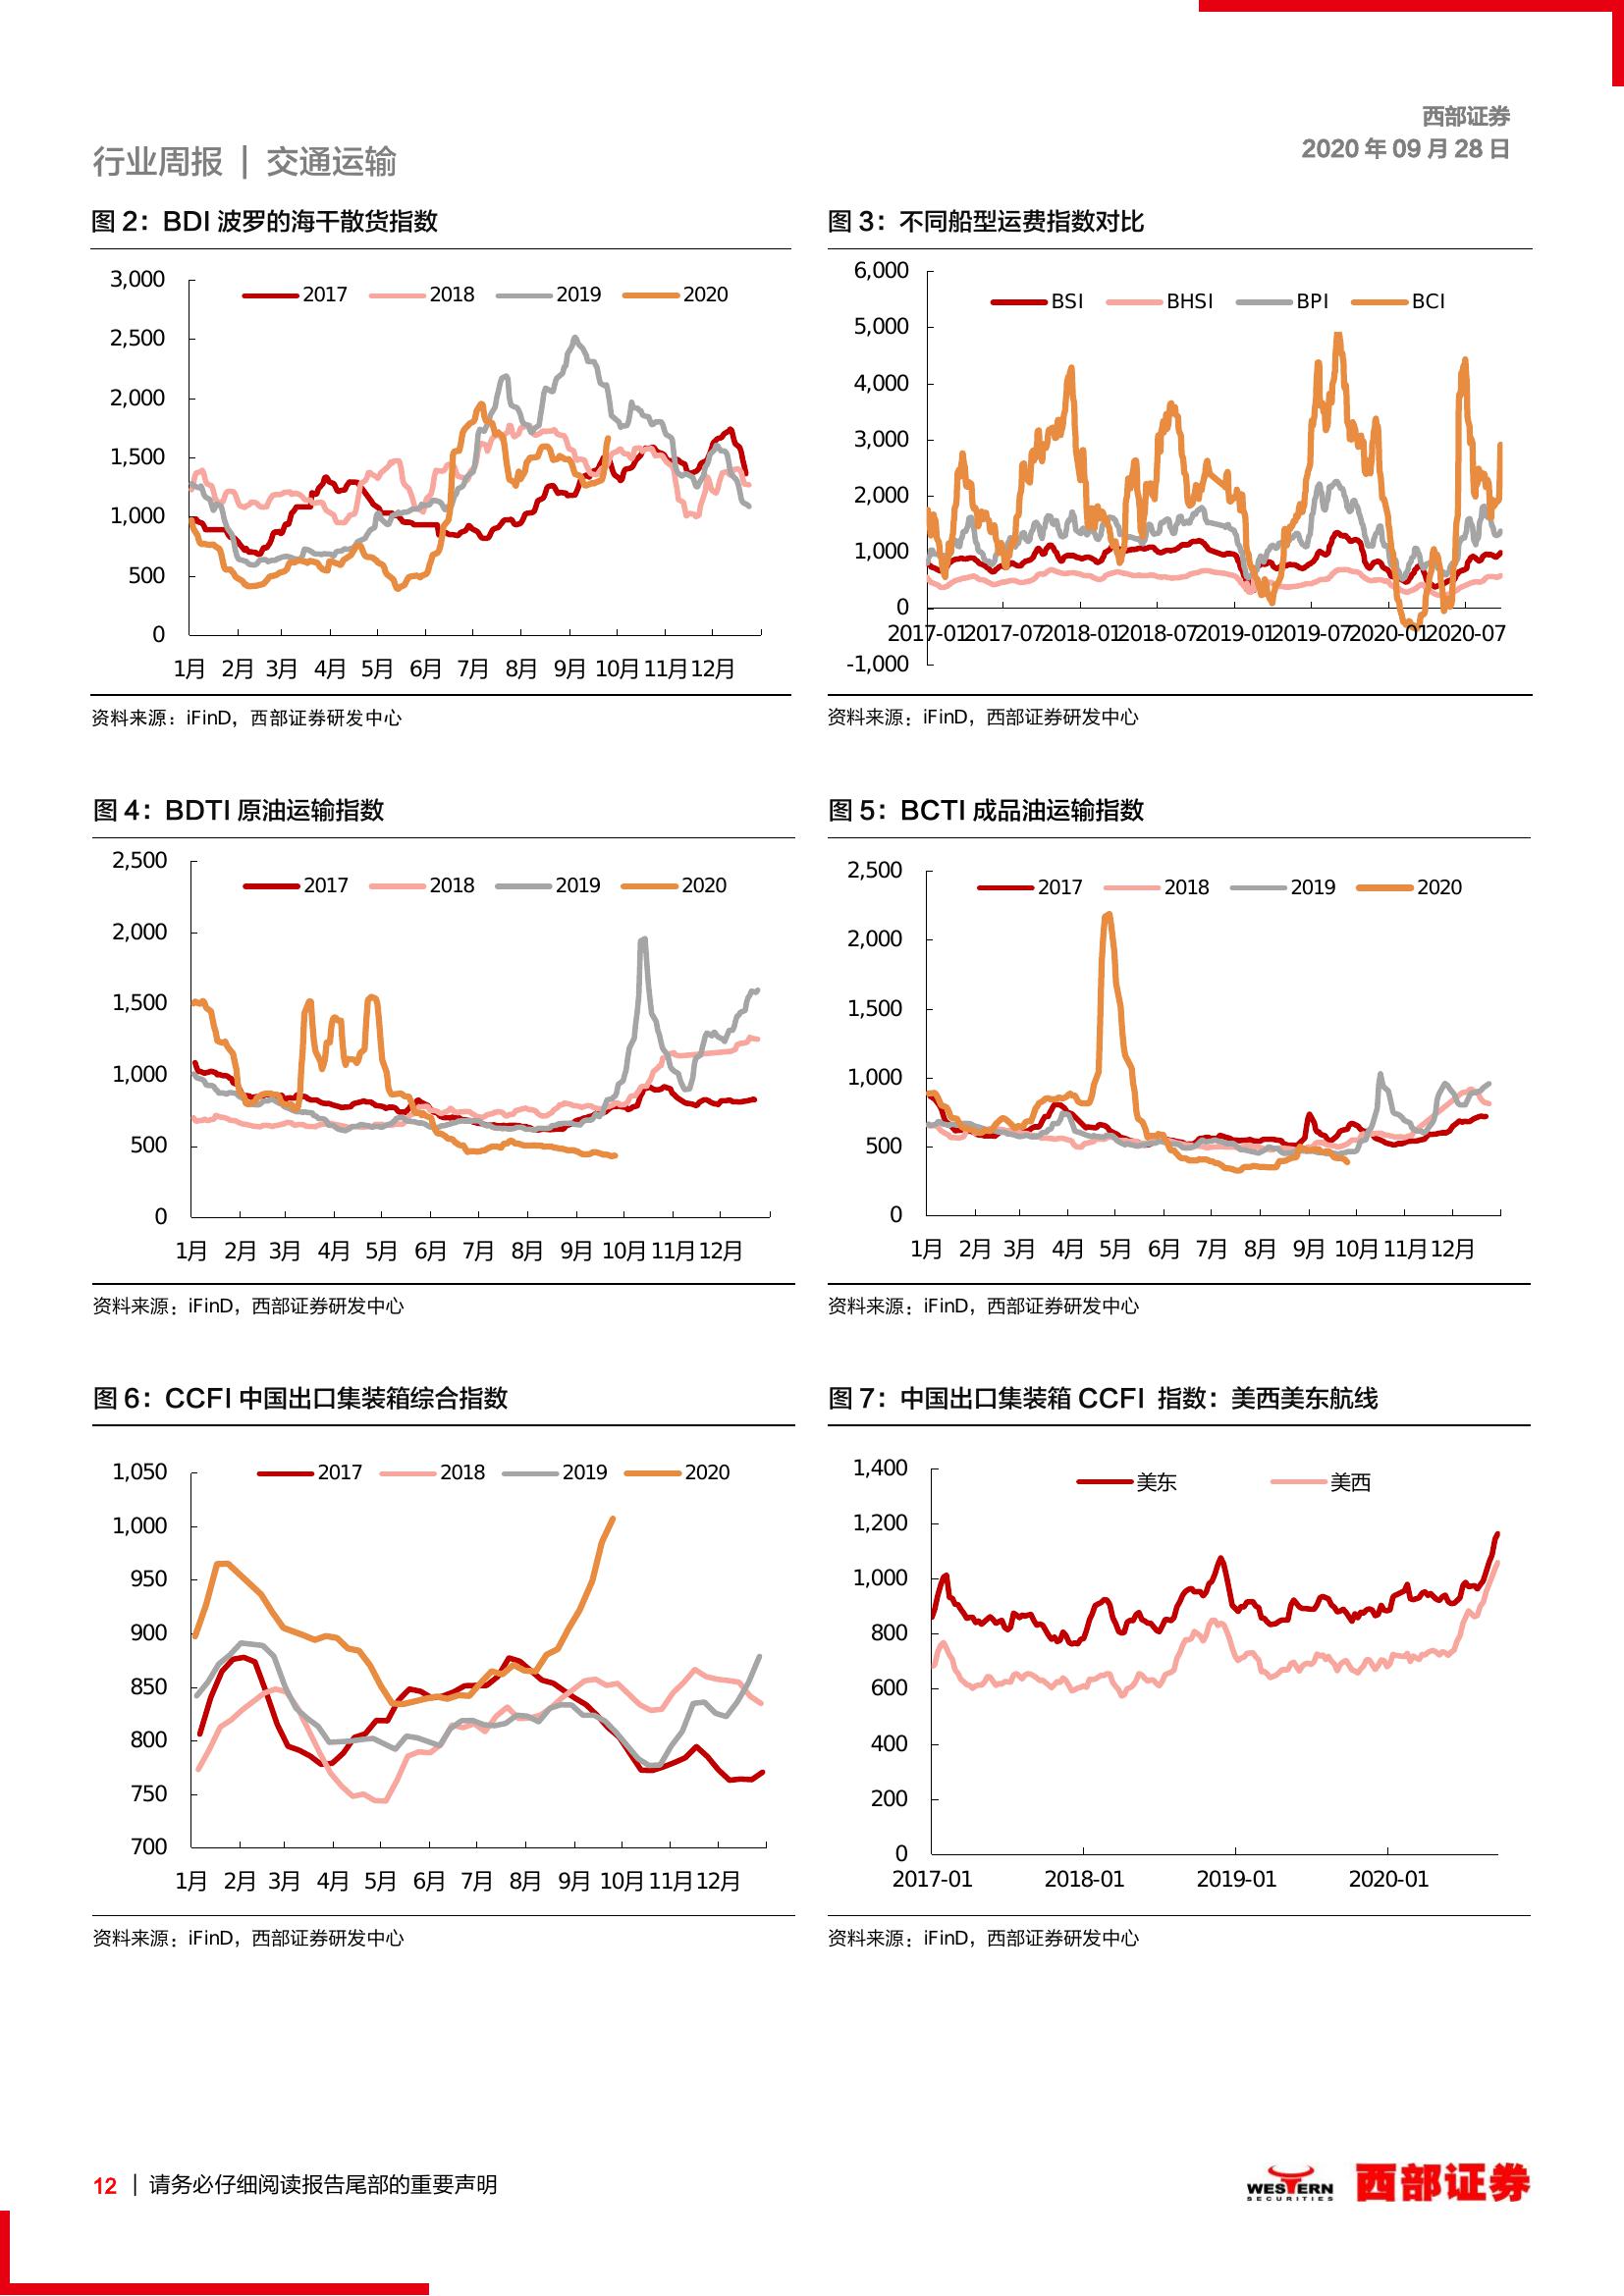 西部证券
2020 年 09 月 28 日
行业周报 | 交通运输
图 2：BDI 波罗的海干散货指数
3,000
2,500
2,000
1,500
1,000
500
0
2017 2018 2019 2020
1月 2月 3月 4月 5月 6月 7月 8月 9月 10月 11月 12月
资料来源：iFinD，西部证券研发中心
图 3：不同船型运费指数对比
6,000
5,000
4,000
3,000
2,000
1,000
0
-1,000
BSI BHSI BPI BCI
2017-01 2017-07 2018-01 2018-07 2019-01 2019-07 2020-01 2020-07
资料来源：iFinD，西部证券研发中心
图 4：BDTI 原油运输指数
2,500
2,000
1,500
1,000
500
0
2017 2018 2019 2020
1月 2月 3月 4月 5月 6月 7月 8月 9月 10月 11月 12月
资料来源：iFinD，西部证券研发中心
图 5：BCTI 成品油运输指数
2,500
2,000
1,500
1,000
500
0
2017 2018 2019 2020
1月 2月 3月 4月 5月 6月 7月 8月 9月 10月 11月 12月
资料来源：iFinD，西部证券研发中心
图 6：CCFI 中国出口集装箱综合指数
1,050
1,000
950
900
850
800
750
700
2017 2018 2019 2020
1月 2月 3月 4月 5月 6月 7月 8月 9月 10月 11月 12月
资料来源：iFinD，西部证券研发中心
图 7：中国出口集装箱 CCFI 指数：美西美东航线
1,400
1,200
1,000
800
600
400
200
0
美东 美西
2017-01 2018-01 2019-01 2020-01
资料来源：iFinD，西部证券研发中心
12 | 请务必仔细阅读报告尾部的重要声明
WESTERN
SECURITIES
西部证券